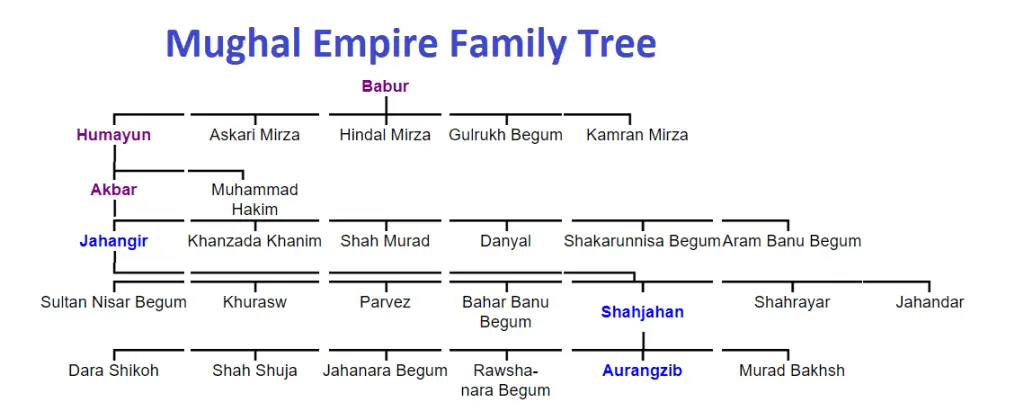 Mughal Empire Family Tree
Babur
Humayun Askari Mirza Hindal Mirza Gulrukh Begum Kamran Mirza
Akbar Muhammad
Hakim
Jahangir Khanzada Khanim Shah Murad Danyal Shakarunnisa Begum Aram Banu Begum
Sultan Nisar Begum Khurasw Parvez Bahar Banu
Begum Shahjahan Shahrayar Jahandar
Dara Shikoh Shah Shuja Jahanara Begum Rawsha-
nara Begum Aurangzib Murad Bakhsh